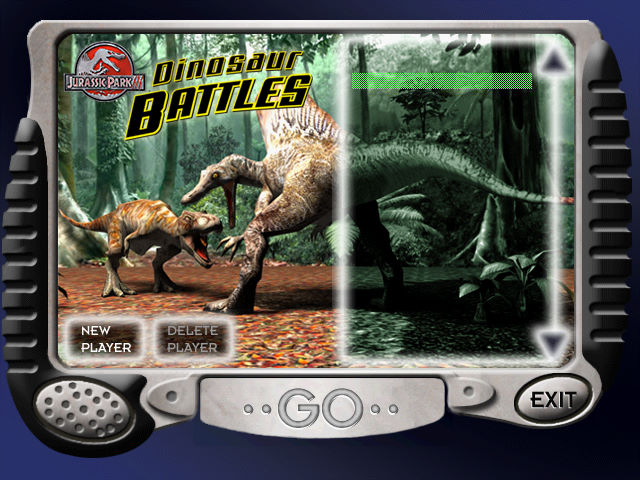 JURASSIC PARK III
Dinosaur
BATTLES
NEW
PLAYER
DELETE
PLAYER
GO
EXIT